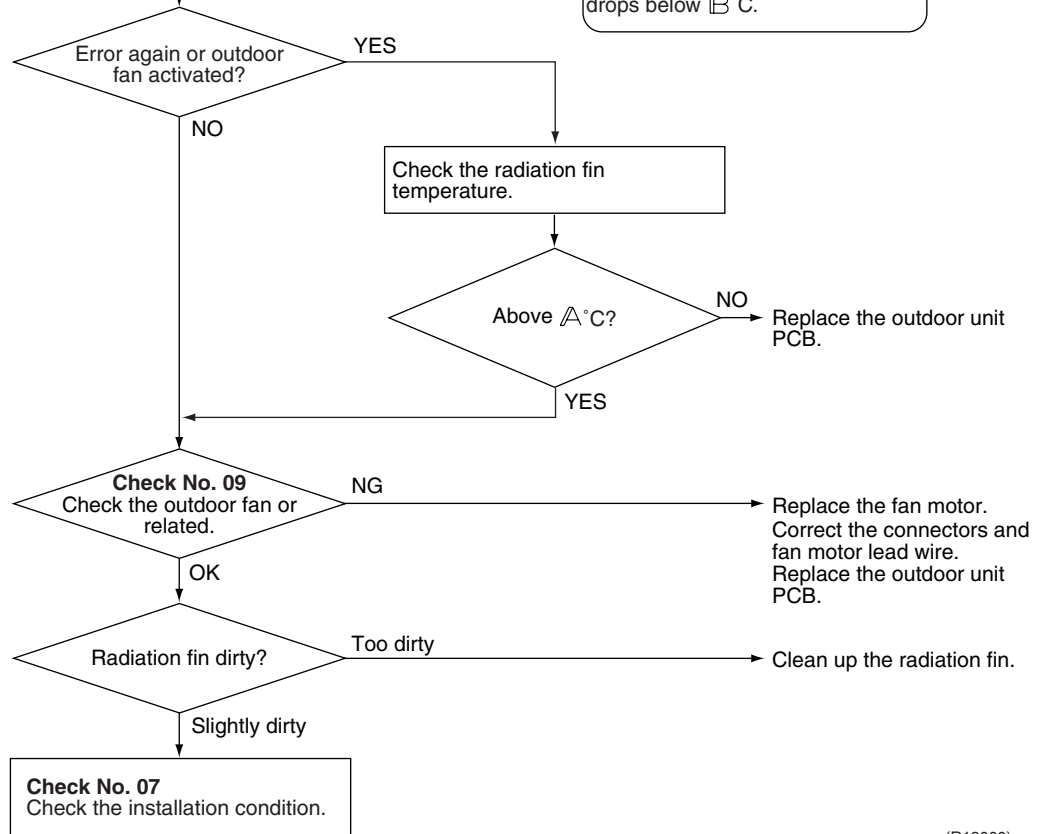 drops below B°C.
Error again or outdoor
fan activated?
YES
NO
Check the radiation fin
temperature.
Above A°C?
NO
Replace the outdoor unit
PCB.
YES
Check No. 09
Check the outdoor fan or
related.
NG
Replace the fan motor.
Correct the connectors and
fan motor lead wire.
Replace the outdoor unit
PCB.
OK
Radiation fin dirty?
Too dirty
Clean up the radiation fin.
Slightly dirty
Check No. 07
Check the installation condition.